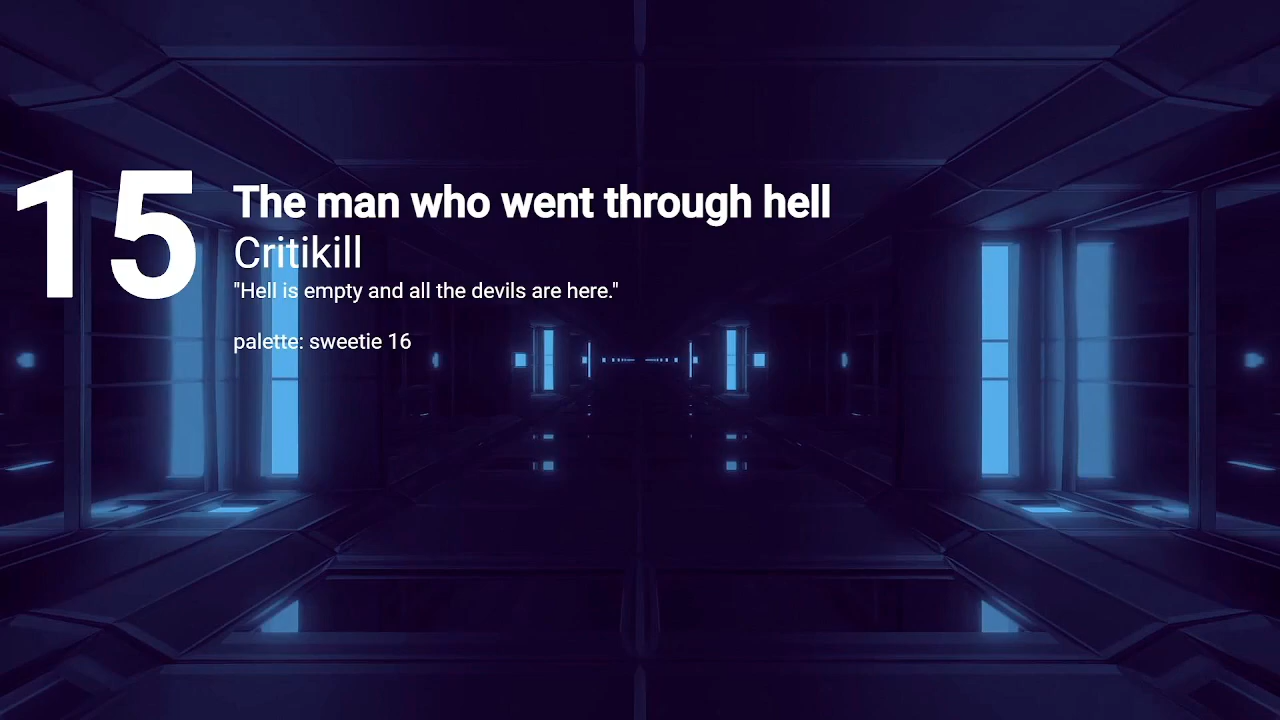 15
The man who went through hell
Critikill
"Hell is empty and all the devils are here."
palette: sweetie 16